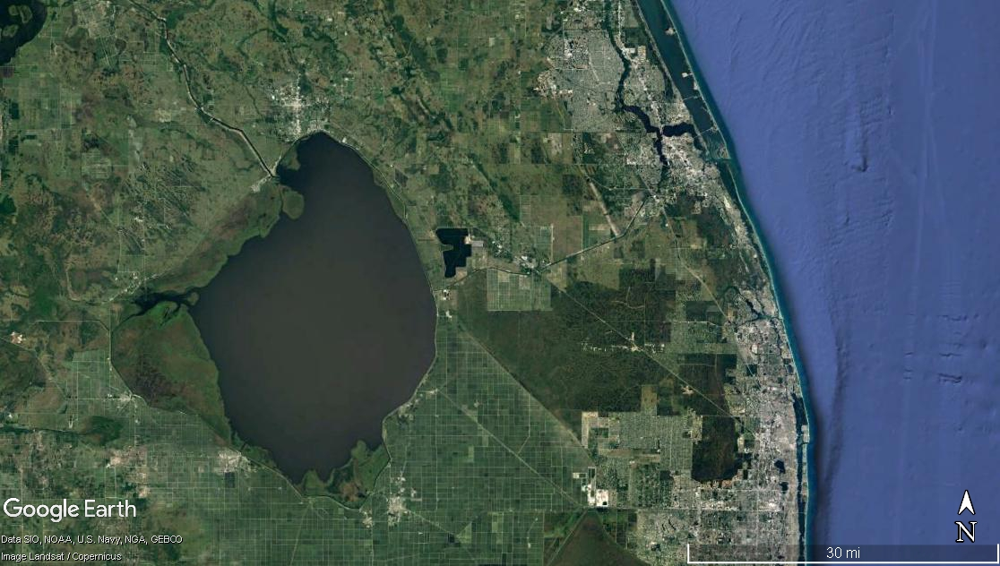 Google Earth
Data SIO, NOAA, U.S. Navy, NGA, GEBCO
Image Landsat / Copernicus
N
30 mi